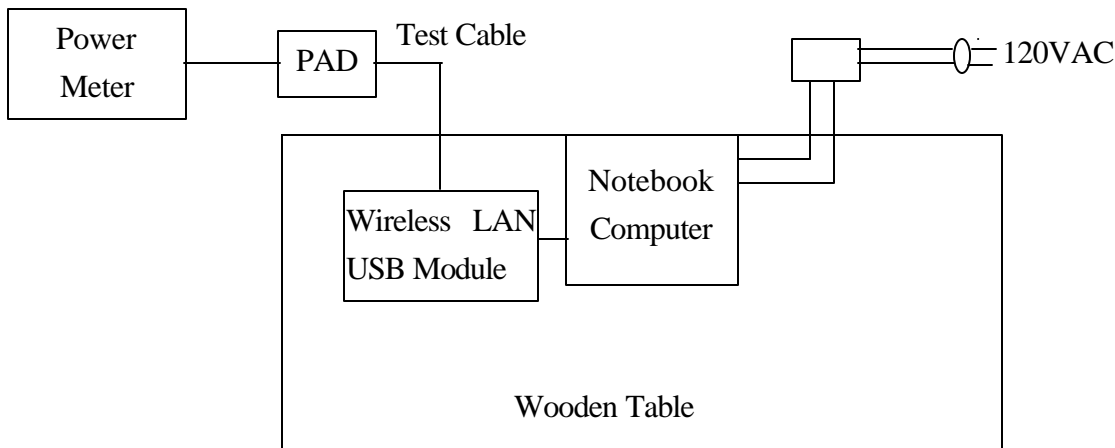 Power
Meter
PAD
Test Cable
120VAC
Notebook
Computer
Wireless LAN
USB Module
Wooden Table